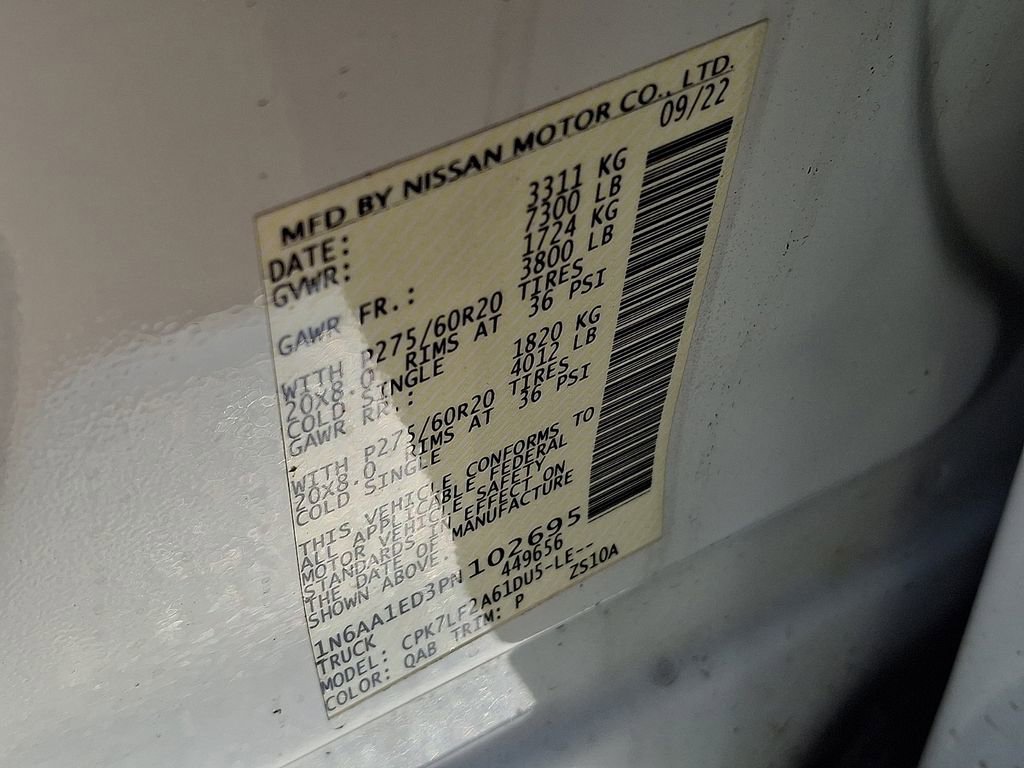 MFD BY NISSAN MOTOR CO., LTD.
DATE: 09/22
GVWR: 3311 KG
7300 LB
GAWR FR.: 1724 KG
3800 LB
WITH P275/60R20 TIRES
20X8.0J RIMS AT 36 PSI
COLD SINGLE
GAWR RR.: 1820 KG
4012 LB
WITH P275/60R20 TIRES
20X8.0J RIMS AT 36 PSI
COLD SINGLE
THIS VEHICLE CONFORMS TO
ALL APPLICABLE FEDERAL
MOTOR VEHICLE SAFETY
STANDARDS IN EFFECT ON
THE DATE OF MANUFACTURE
SHOWN ABOVE.
1N6AA1ED3PN102695
TRUCK 449656
MODEL: CPK7LF2A61DU5-LE--
COLOR: QAB TRIM: P ZS10A